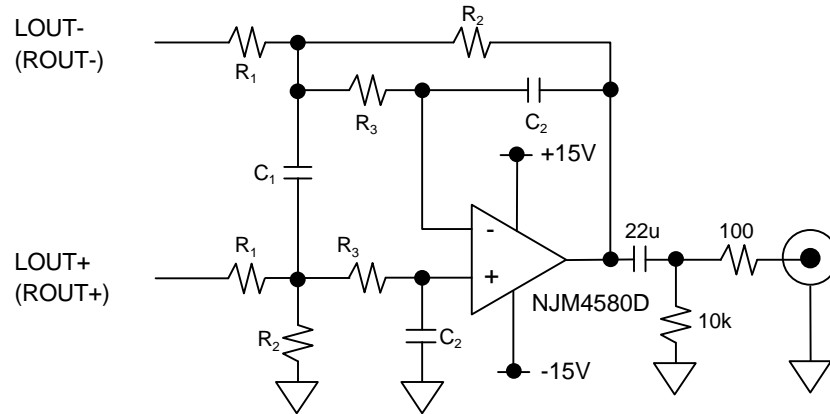 LOUT-
(ROUT-)
R1
R2
R3
C2
C1
+15V
LOUT+
(ROUT+)
R1
R3
-
+
22u
100
NJM4580D
R2
C2
10k
-15V